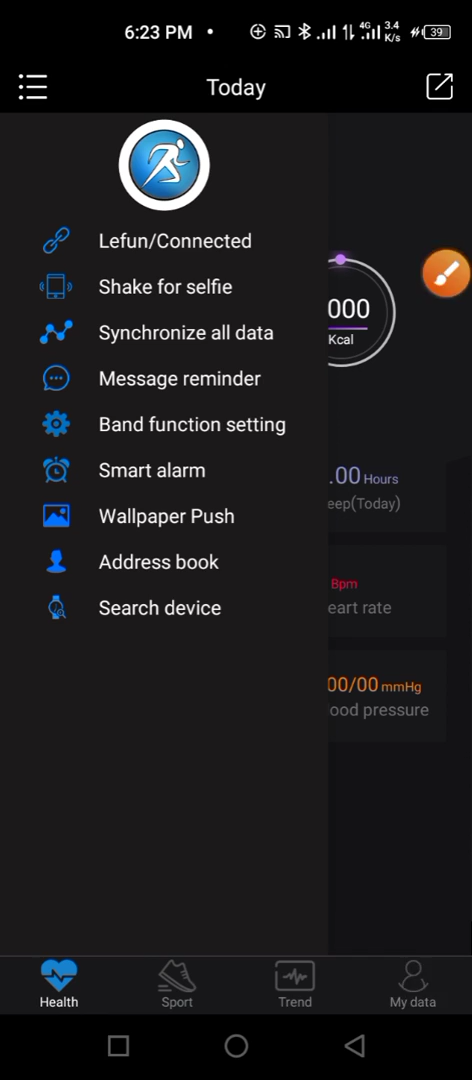 6:23 PM • 4G 3.4 K/s 39
Today
Lefun/Connected
Shake for selfie
Synchronize all data
Message reminder
Band function setting
Smart alarm
Wallpaper Push
Address book
Search device
000
Kcal
.00 Hours
eep(Today)
Bpm
eart rate
00/00 mmHg
lood pressure
Health Sport Trend My data